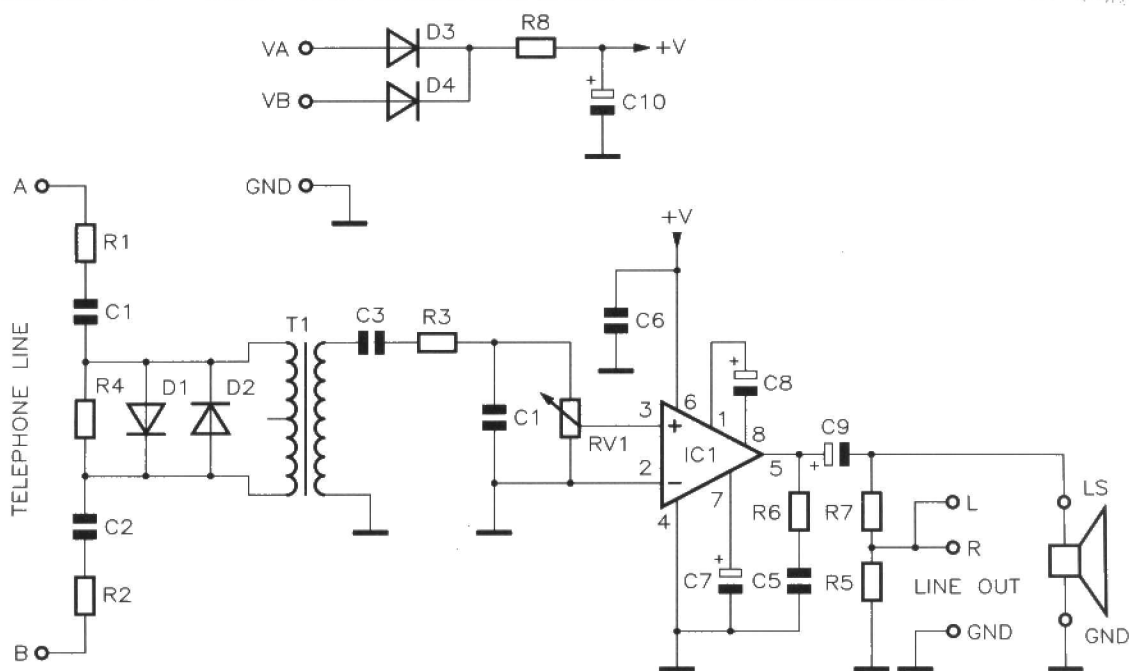 VA
D3
R8
+V
VB
D4
C10
A
GND
R1
C1
TELEPHONE LINE
R4
D1
D2
T1
C3
R3
C2
R2
B
C1
RV1
+V
C6
C8
3
6
1
8
IC1
2
5
4
7
C9
R6
R7
L
LS
R
C7
C5
R5
LINE OUT
GND
GND